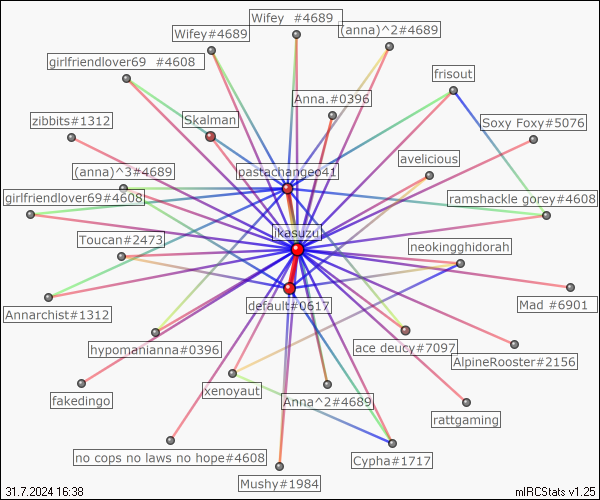 Wifey  #4689
Wifey#4689
(anna)^2#4689
girlfriendlover69  #4608
frisout
Anna.#0396
zibbits#1312
Skalman
Soxy Foxy#5076
avelicious
(anna)^3#4689
pastachangeo41
girlfriendlover69#4608
ramshackle gorey#4608
ikasuzu
Toucan#2473
neokingghidorah
Annarchist#1312
default#0617
Mad #6901
hypomanianna#0396
ace deucy#7097
AlpineRooster#2156
fakedingo
xenoyaut
Anna^2#4689
rattgaming
no cops no laws no hope#4608
Cypha#1717
Mushy#1984
31.7.2024 16:38
mIRCStats v1.25